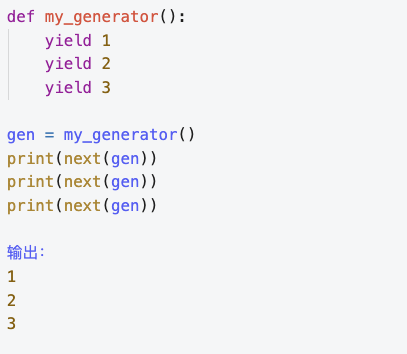 def my_generator():
    yield 1
    yield 2
    yield 3

gen = my_generator()
print(next(gen))
print(next(gen))
print(next(gen))

输出：
1
2
3